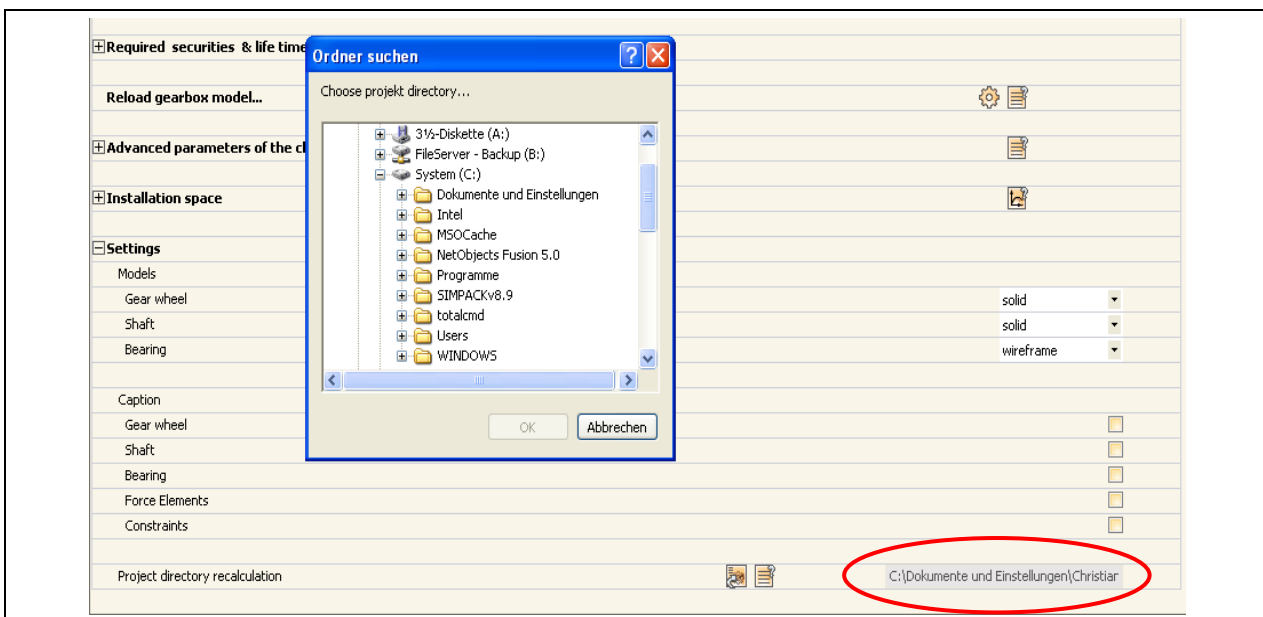 Required securities & life time
Ordner suchen
Choose projekt directory...
Reload gearbox model...
3½-Diskette (A:)
FileServer - Backup (B:)
Advanced parameters of the
System (C:)
Installation space
Dokumente und Einstellungen
Intel
MSOCache
Settings
NetObjects Fusion 5.0
Models
Programme
Gear wheel
SIMPACKv8.9
solid
Shaft
totalcmd
solid
Users
Bearing
WINDOWS
wireframe
Caption
Gear wheel
OK
Abbrechen
Shaft
Bearing
Force Elements
Constraints
Project directory recalculation
C:\Dokumente und Einstellungen\Christiar